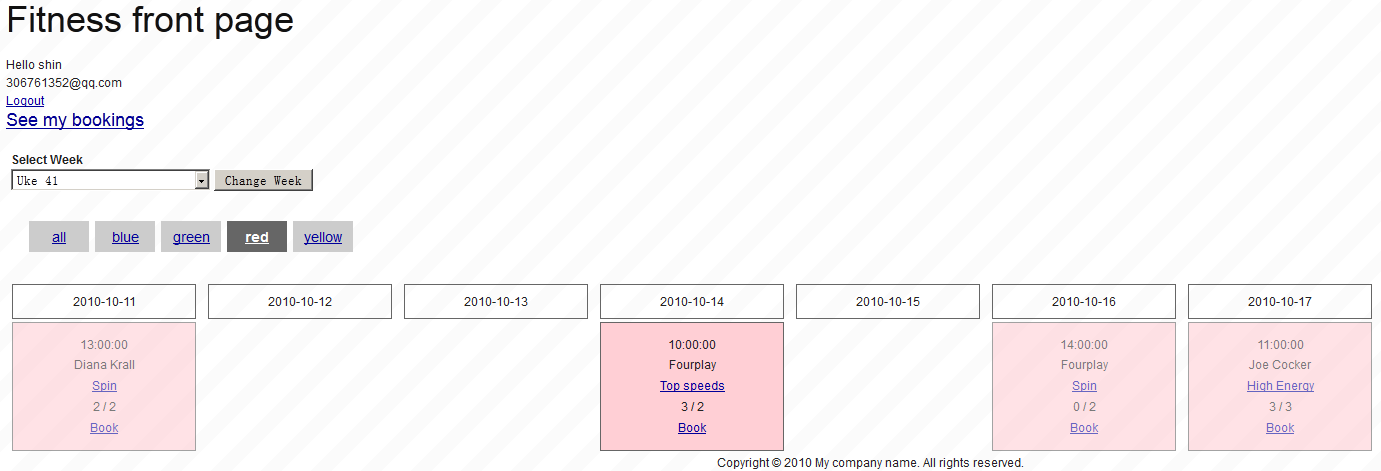 Fitness front page
Hello shin
306761352@qq.com
Logout
See my bookings
Select Week
Uke 41 Change Week
all blue green red yellow
2010-10-11 2010-10-12 2010-10-13 2010-10-14 2010-10-15 2010-10-16 2010-10-17
13:00:00 10:00:00 14:00:00 11:00:00
Diana Krall Fourplay Fourplay Joe Cocker
Spin Top speeds Spin High Energy
2 / 2 3 / 2 0 / 2 3 / 3
Book Book Book Book
Copyright © 2010 My company name. All rights reserved.